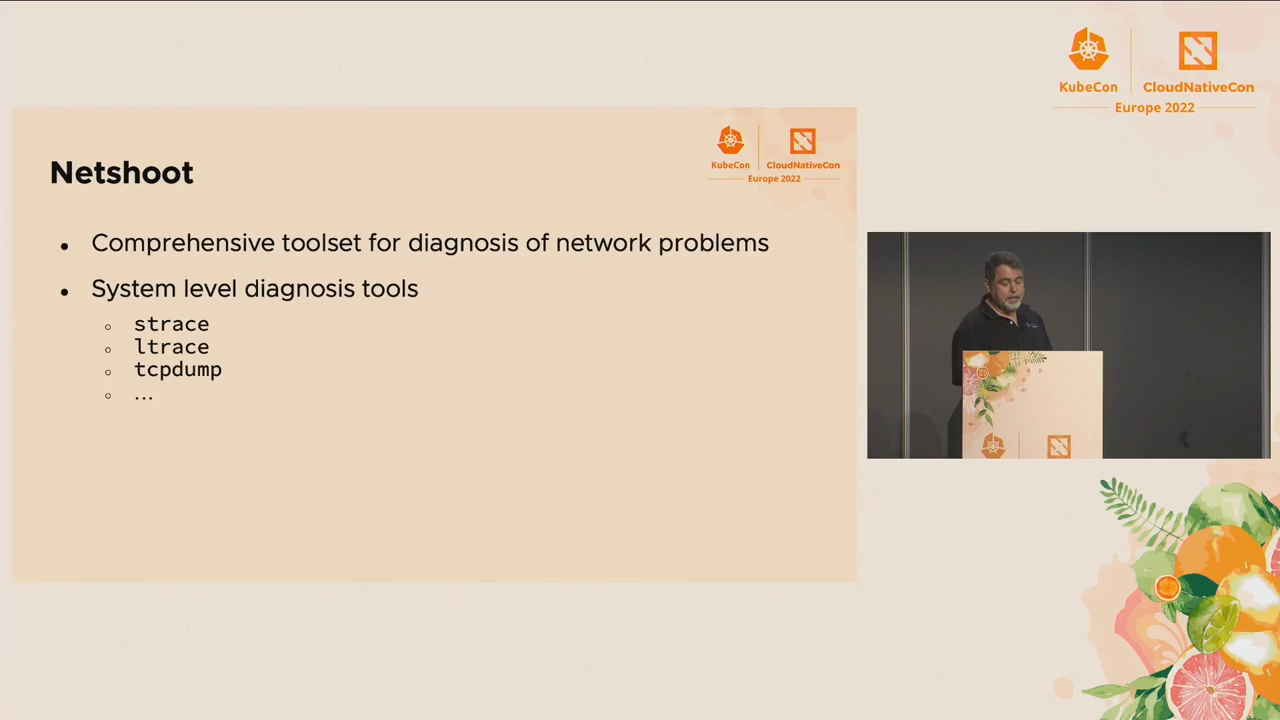 KubeCon
CloudNativeCon
Europe 2022
KubeCon
CloudNativeCon
Europe 2022
Netshoot
• Comprehensive toolset for diagnosis of network problems
• System level diagnosis tools
○ strace
○ ltrace
○ tcpdump
○ ...